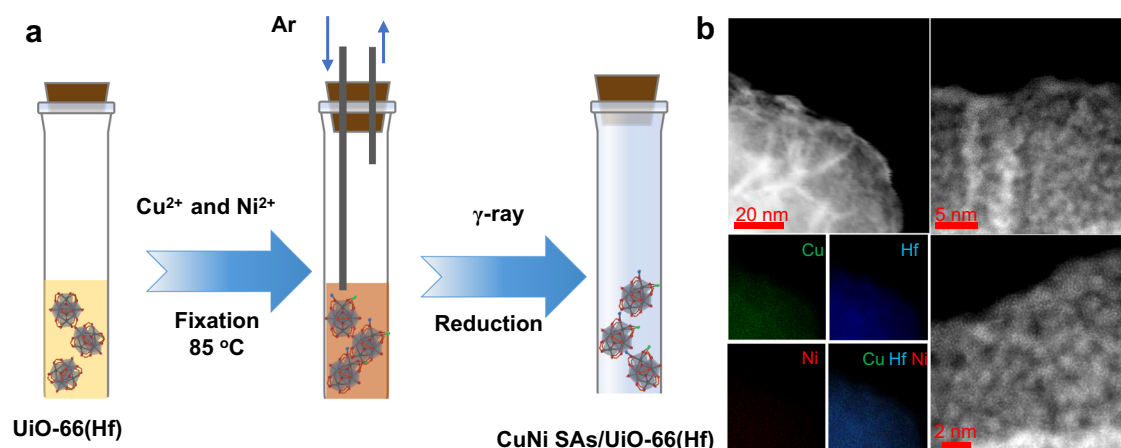 a
Ar
Cu²⁺ and Ni²⁺
Fixation
85 °C
γ-ray
Reduction
UiO-66(Hf)
CuNi SAs/UiO-66(Hf)
b
20 nm
5 nm
Cu
Hf
Ni
Cu Hf Ni
2 nm